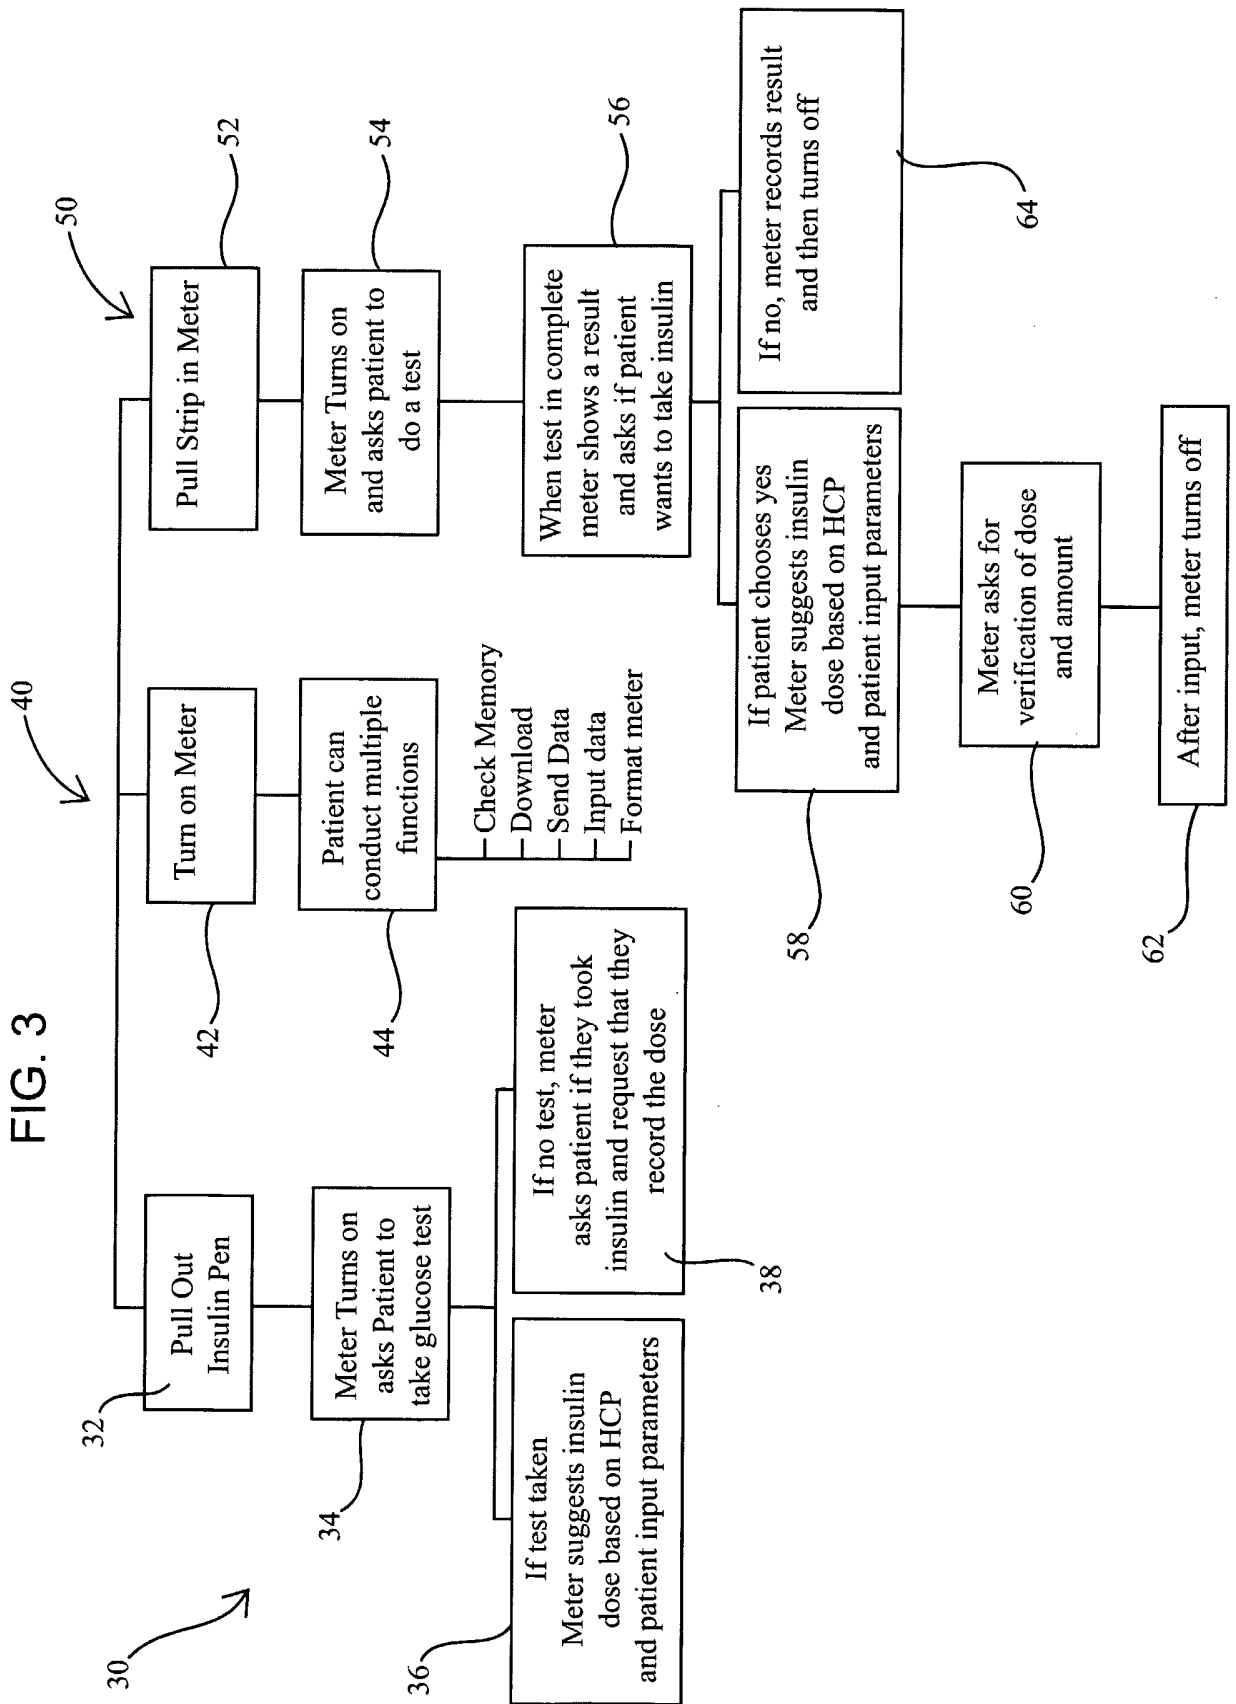 FIG. 3
30
32
Pull Out
Insulin Pen
34
Meter Turns on
asks Patient to
take glucose test
36
If test taken
Meter suggests insulin
dose based on HCP
and patient input parameters
38
If no test, meter
asks patient if they took
insulin and request that they
record the dose
40
42
Turn on Meter
44
Patient can
conduct multiple
functions
Check Memory
Download
Send Data
Input data
Format meter
50
52
Pull Strip in Meter
54
Meter Turns on
and asks patient to
do a test
56
When test in complete
meter shows a result
and asks if patient
wants to take insulin
58
If patient chooses yes
Meter suggests insulin
dose based on HCP
and patient input parameters
60
Meter asks for
verification of dose
and amount
62
After input, meter turns off
64
If no, meter records result
and then turns off